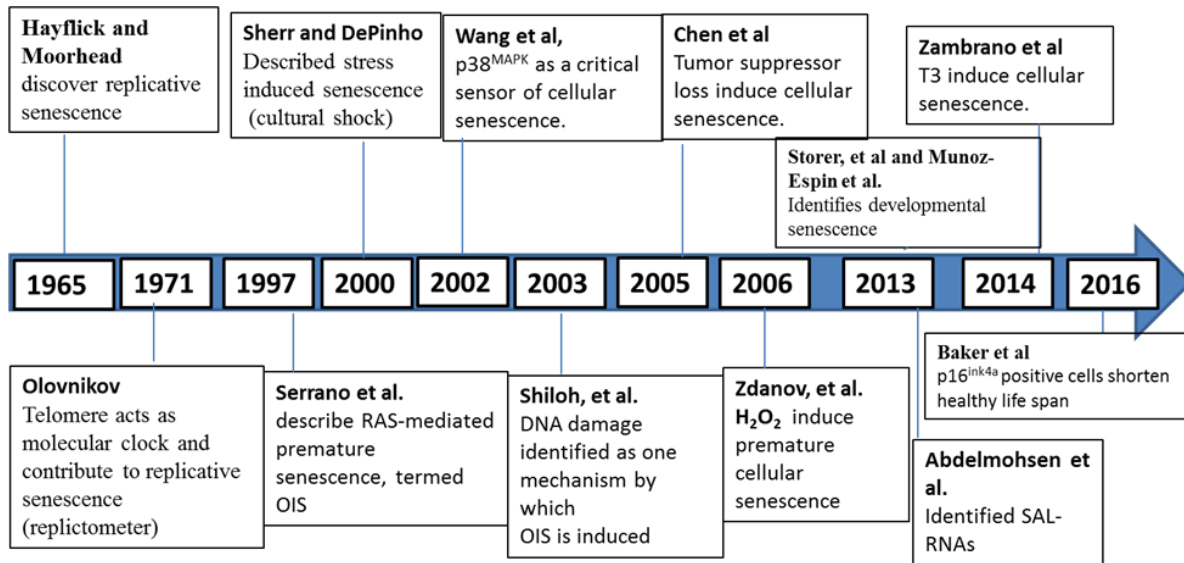 Hayflick and
Moorhead
discover replicative
senescence
Sherr and DePinho
Described stress
induced senescence
(cultural shock)
Wang et al,
p38MAPK as a critical
sensor of cellular
senescence.
Chen et al
Tumor suppressor
loss induce cellular
senescence.
Zambrano et al
T3 induce cellular
senescence.
Storer, et al and Munoz-
Espin et al.
Identifies developmental
senescence
1965
1971
1997
2000
2002
2003
2005
2006
2013
2014
2016
Olovnikov
Telomere acts as
molecular clock and
contribute to replicative
senescence
(replictometer)
Serrano et al.
describe RAS-mediated
premature
senescence, termed
OIS
Shiloh, et al.
DNA damage
identified as one
mechanism by
which
OIS is induced
Zdanov, et al.
H₂O₂ induce
premature
cellular
senescence
Abdelmohsen et
al.
Identified SAL-
RNAs
Baker et al
p16ink4a positive cells shorten
healthy life span